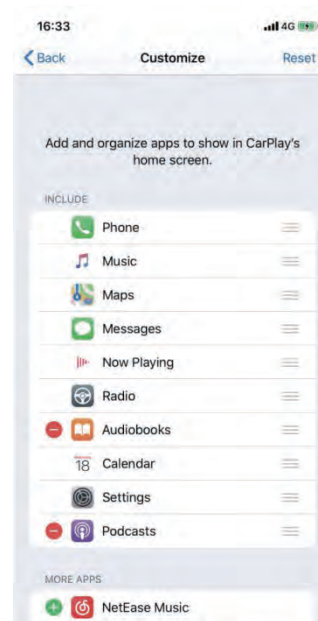 16:33 4G
Back Customize Reset
Add and organize apps to show in CarPlay's
home screen.
INCLUDE
Phone
Music
Maps
Messages
Now Playing
Radio
Audiobooks
18 Calendar
Settings
Podcasts
MORE APPS
NetEase Music